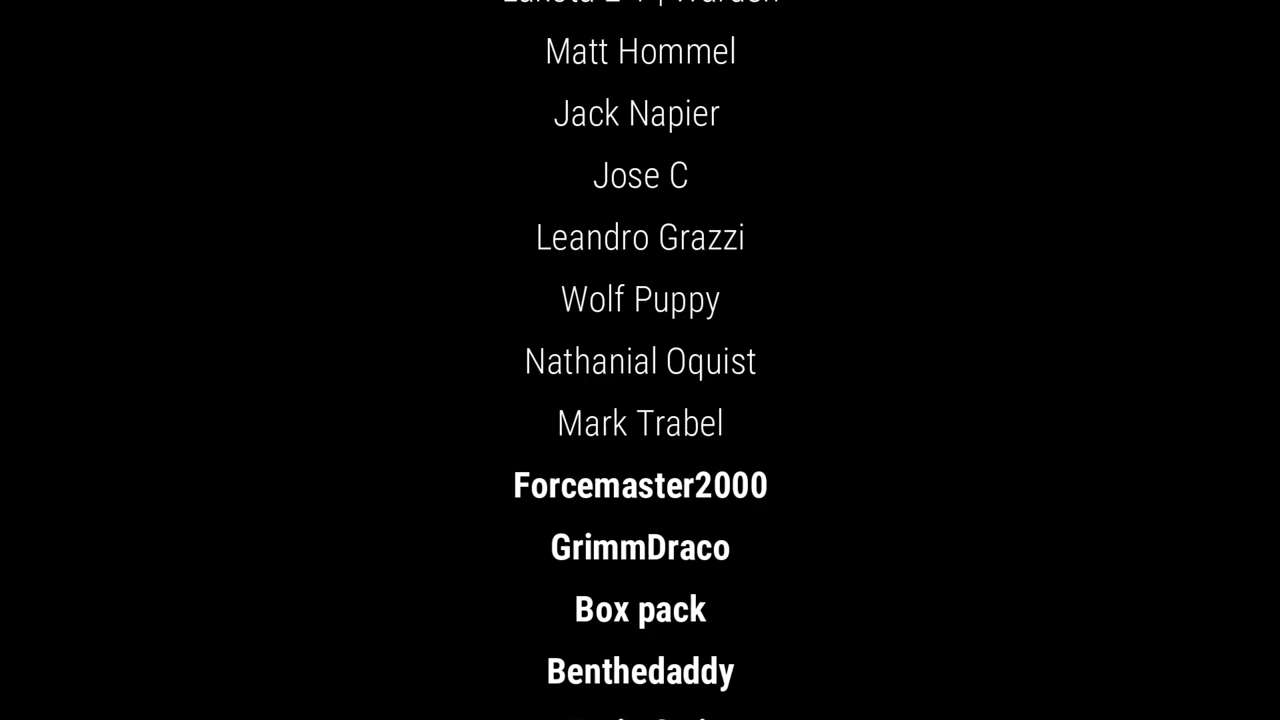 Matt Hommel
Jack Napier
Jose C
Leandro Grazzi
Wolf Puppy
Nathanial Oquist
Mark Trabel
Forcemaster2000
GrimmDraco
Box pack
Benthedaddy